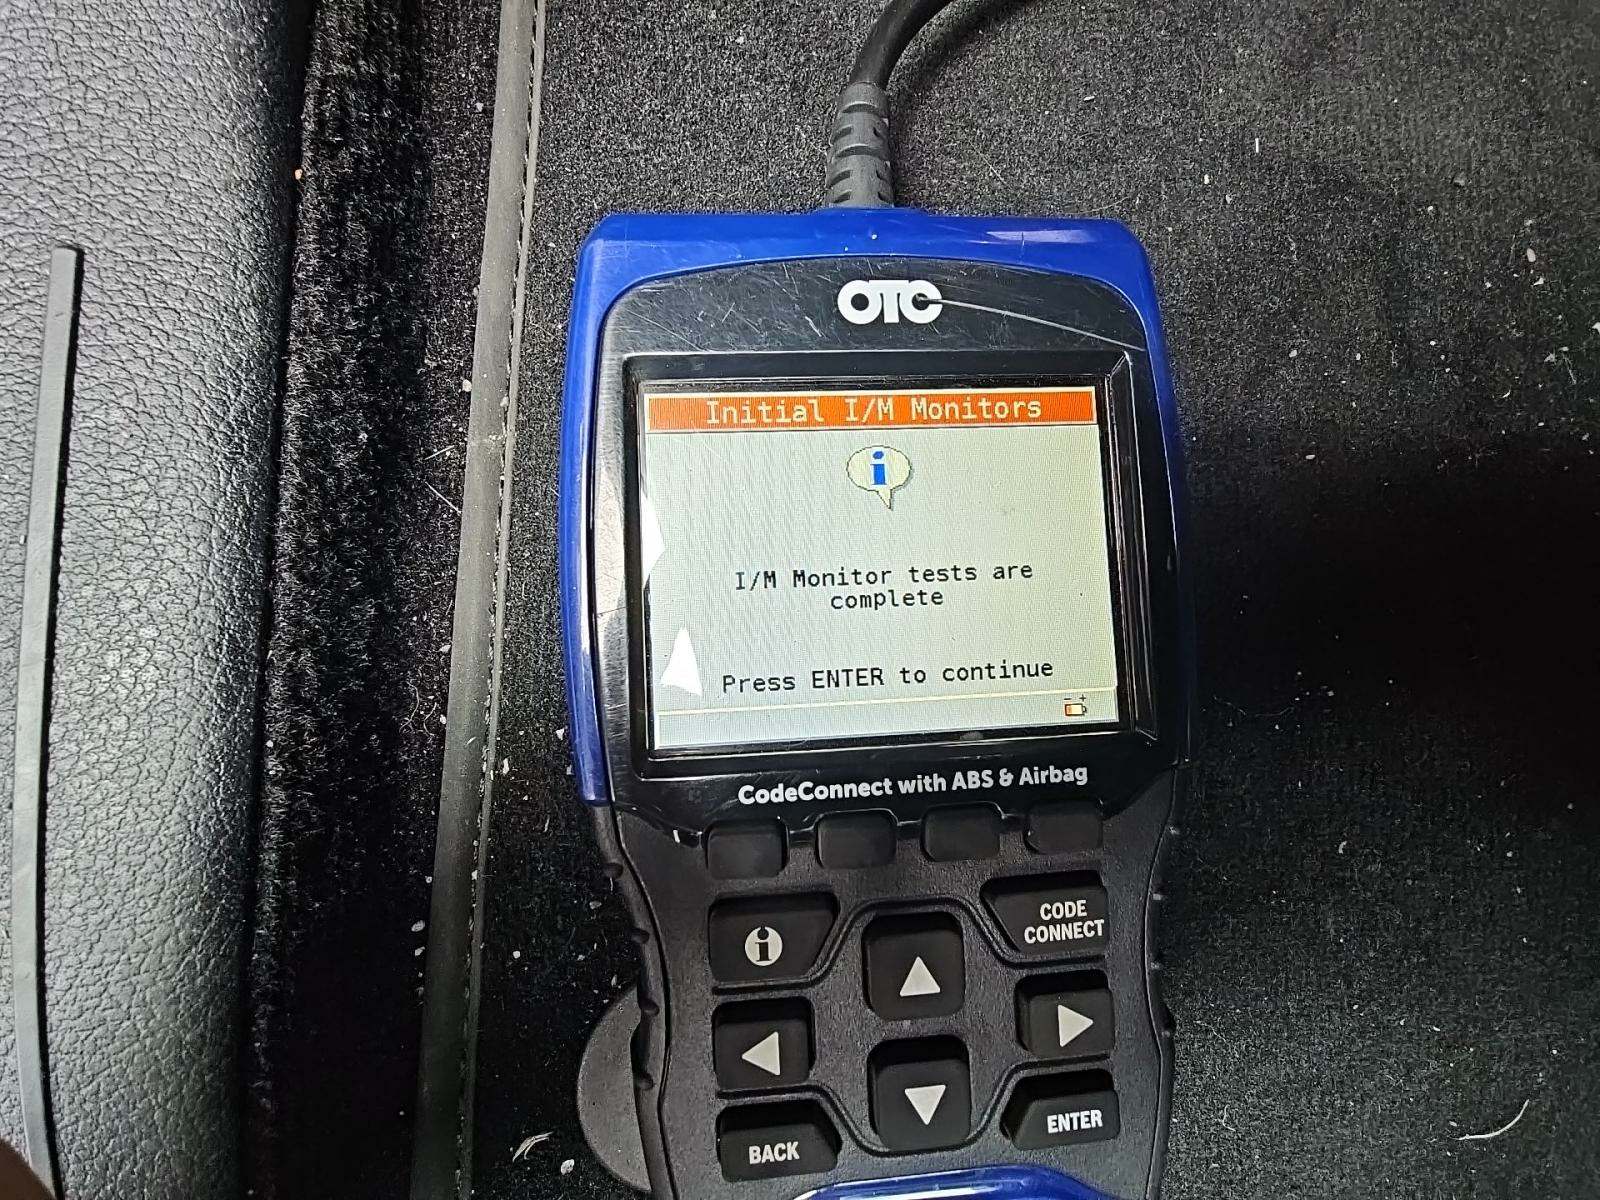 OTC
Initial I/M Monitors
i
I/M Monitor tests are
complete
Press ENTER to continue
- +
CodeConnect with ABS & Airbag
i
CODE
CONNECT
BACK
ENTER